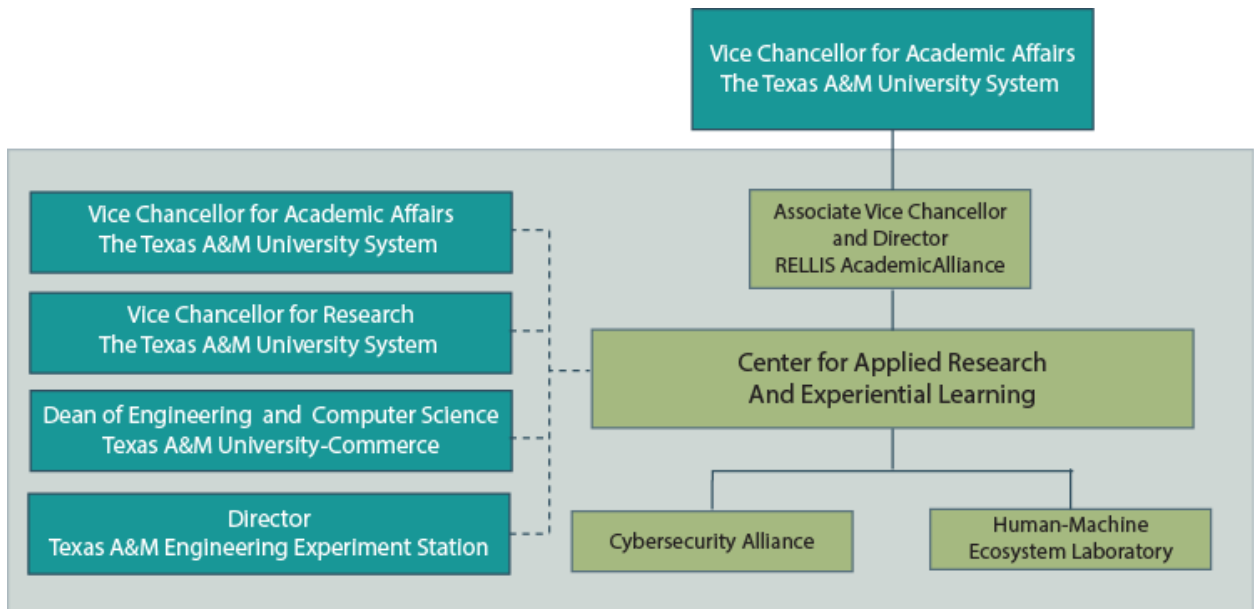 Vice Chancellor for Academic Affairs
The Texas A&M University System
Associate Vice Chancellor
and Director
RELLIS AcademicAlliance
Vice Chancellor for Academic Affairs
The Texas A&M University System
Vice Chancellor for Research
The Texas A&M University System
Dean of Engineering and Computer Science
Texas A&M University-Commerce
Director
Texas A&M Engineering Experiment Station
Center for Applied Research
And Experiential Learning
Cybersecurity Alliance
Human-Machine
Ecosystem Laboratory